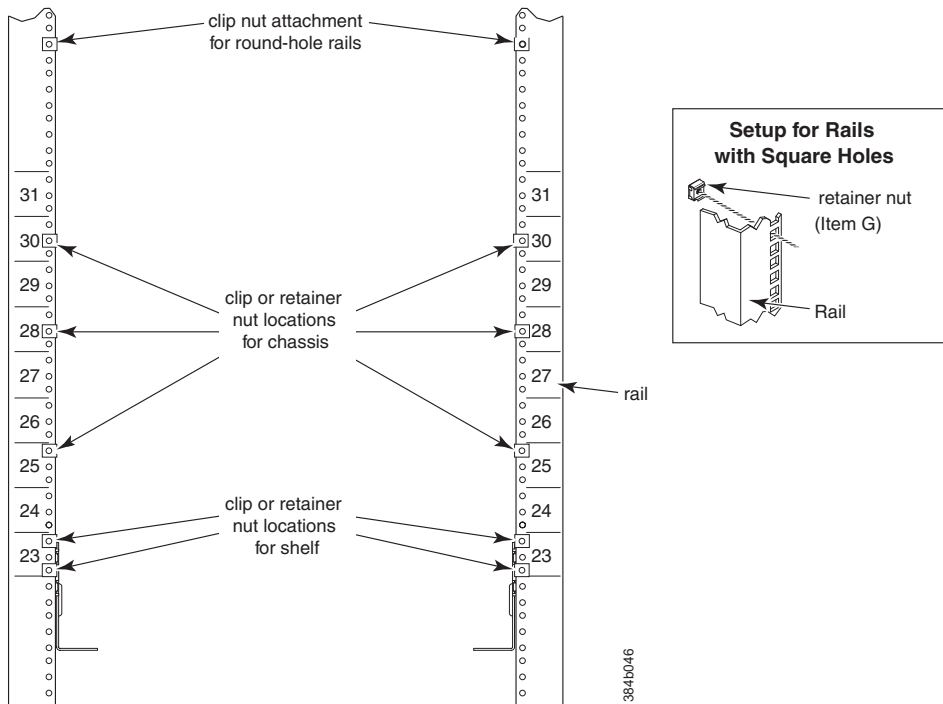 clip nut attachment
for round-hole rails
Setup for Rails
with Square Holes
retainer nut
(Item G)
Rail
31
31
30
30
29
29
clip or retainer
nut locations
for chassis
28
28
27
27
rail
26
26
25
25
24
24
clip or retainer
nut locations
for shelf
23
23
384b046